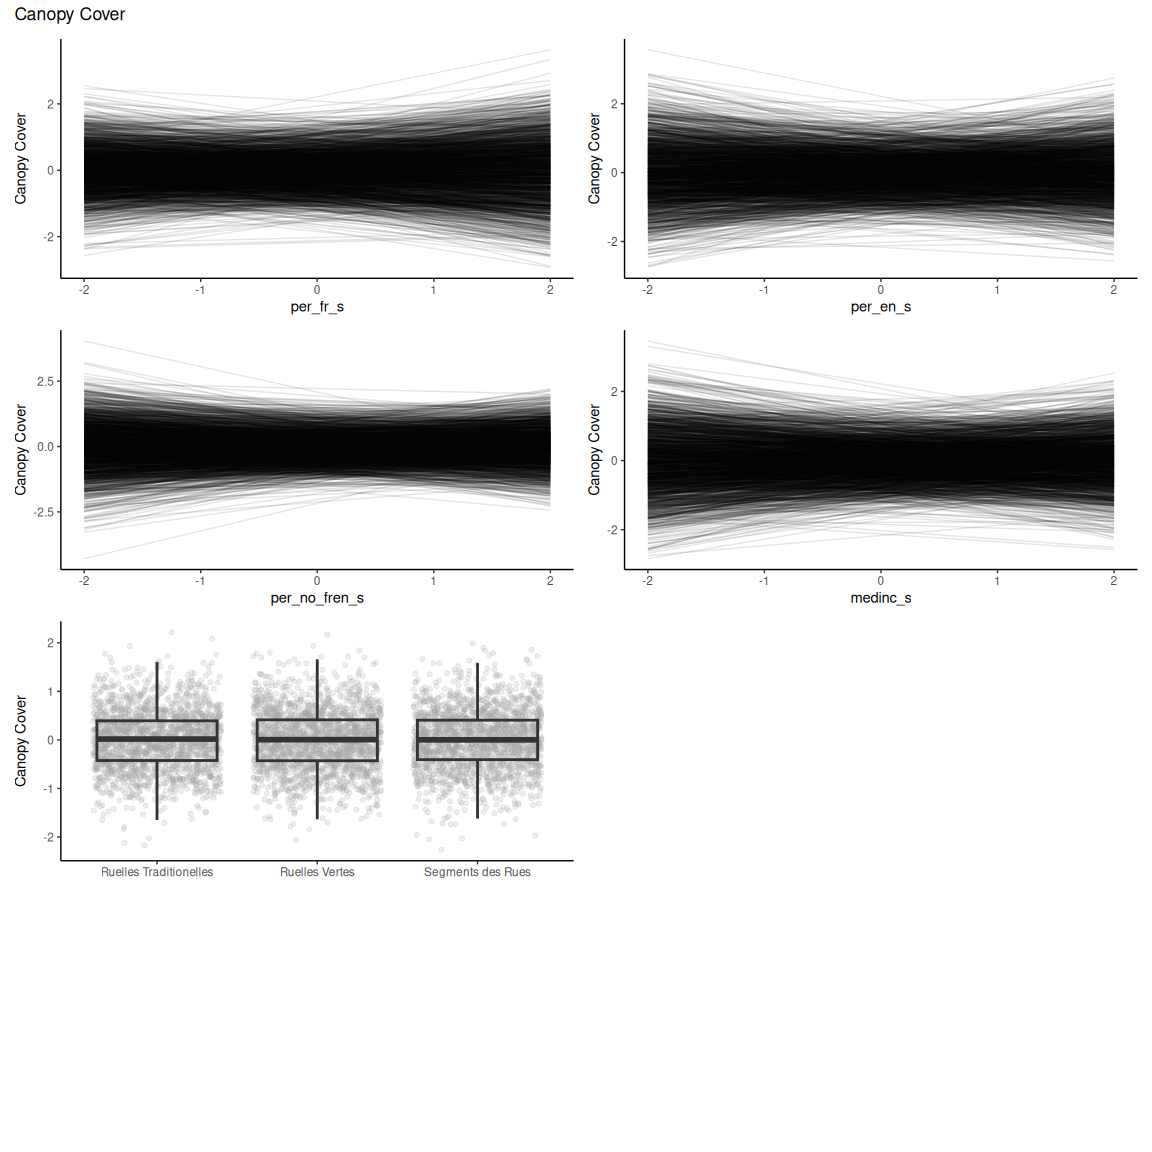 Canopy Cover
Canopy Cover
2
0
-2
-2 -1 0 1 2
per_fr_s
Canopy Cover
2
0
-2
-2 -1 0 1 2
per_en_s
Canopy Cover
2.5
0.0
-2.5
-2 -1 0 1 2
per_no_fren_s
Canopy Cover
2
0
-2
-2 -1 0 1 2
medinc_s
Canopy Cover
2
1
0
-1
-2
Ruelles Traditionelles Ruelles Vertes Segments des Rues